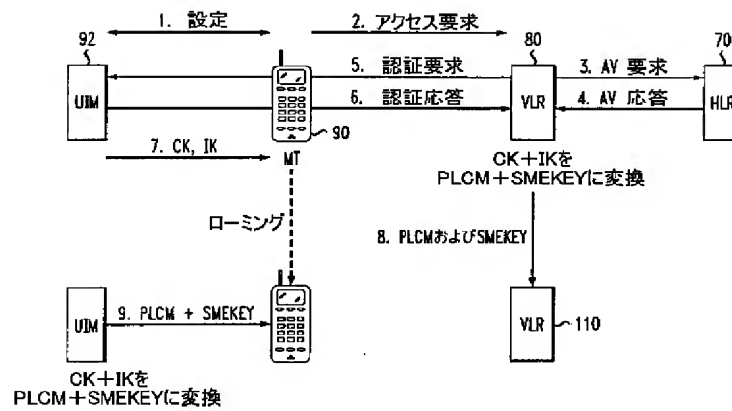 1. 設定
2. アクセス要求
92
80
70
5. 認証要求
3. AV 要求
UIM
VLR
HLR
6. 認証応答
4. AV 応答
90
7. CK, IK
MT
CK+IKを
PLCM+SMEKEYに変換
ローミング
8. PLCMおよびSMEKEY
UIM
9. PLCM + SMEKEY
VLR
110
CK+IKを
PLCM+SMEKEYに変換